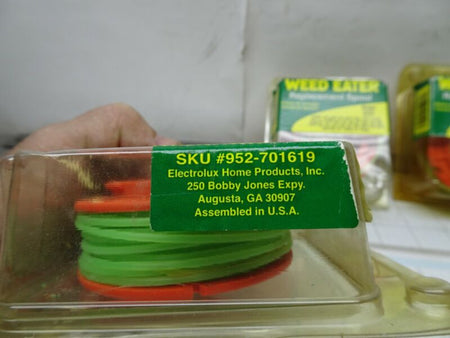 SKU #952-701619
Electrolux Home Products, Inc.
250 Bobby Jones Expy.
Augusta, GA 30907
Assembled in U.S.A.
WEED EATER
Replacement Spool